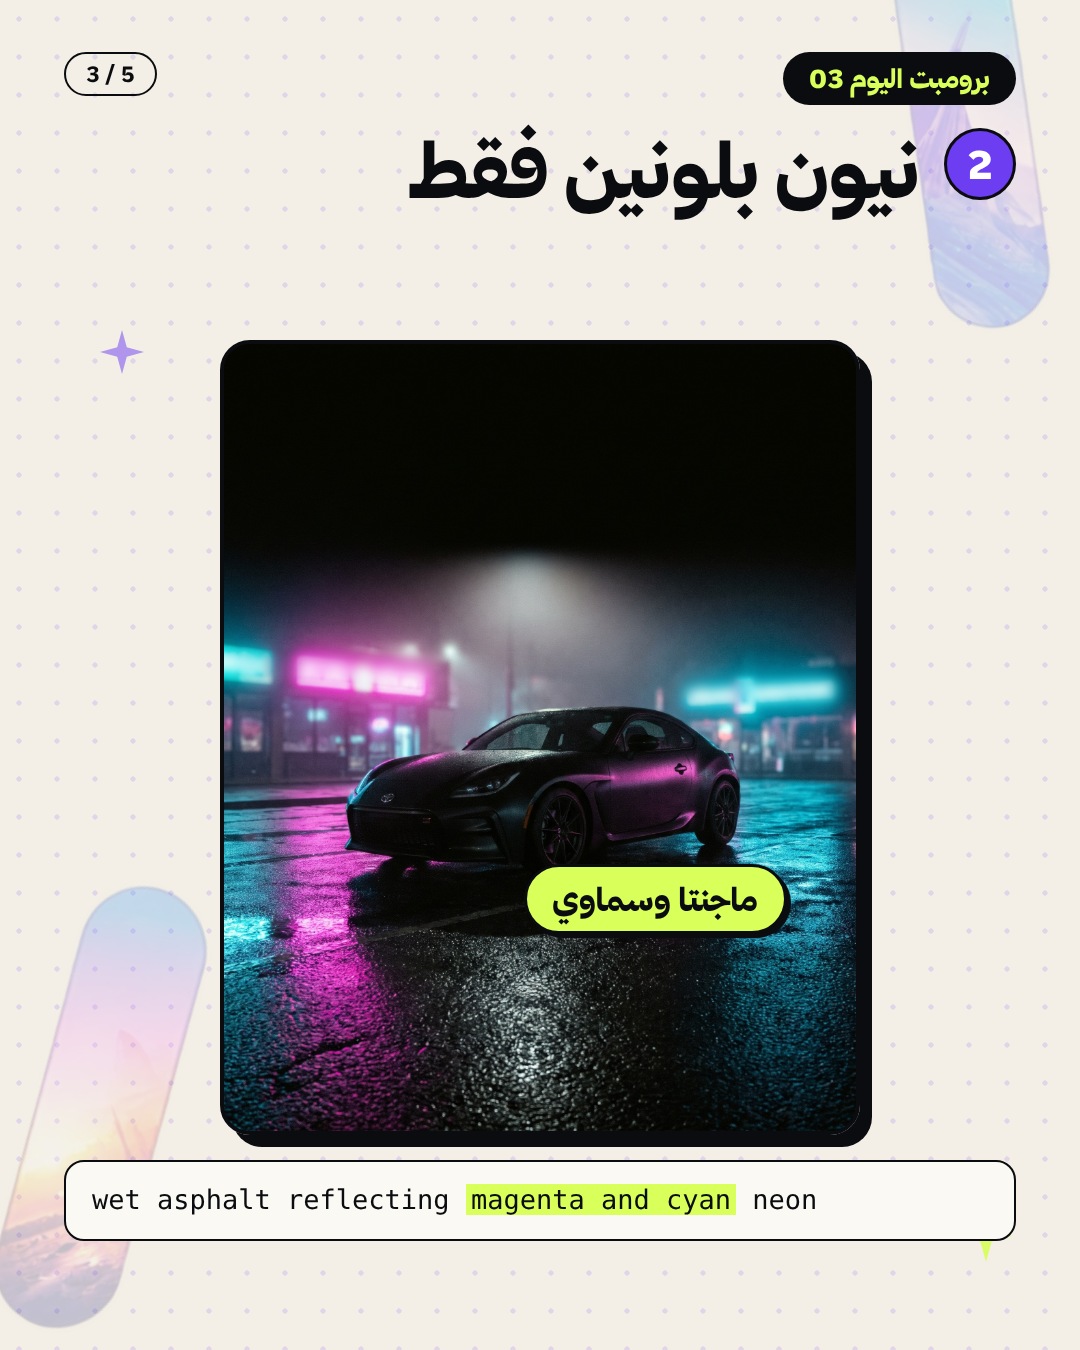 برومبت اليوم 03
3 / 5
2
نيون بلونين فقط
ماجنتا وسماوي
wet asphalt reflecting magenta and cyan neon